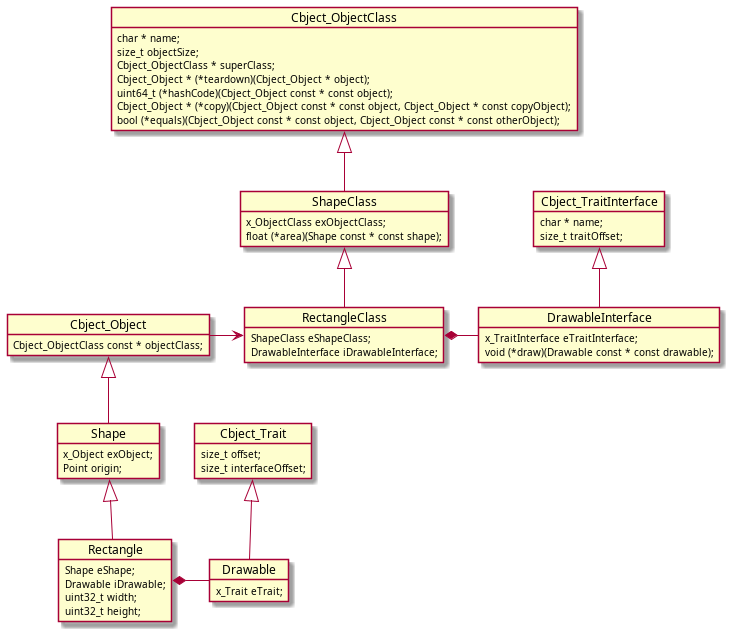 Cbject_ObjectClass
char * name;
size_t objectSize;
Cbject_ObjectClass * superClass;
Cbject_Object * (*teardown)(Cbject_Object * object);
uint64_t (*hashCode)(Cbject_Object const * const object);
Cbject_Object * (*copy)(Cbject_Object const * const object, Cbject_Object * const copyObject);
bool (*equals)(Cbject_Object const * const object, Cbject_Object const * const otherObject);
ShapeClass
x_ObjectClass exObjectClass;
float (*area)(Shape const * const shape);
Cbject_TraitInterface
char * name;
size_t traitOffset;
Cbject_Object
Cbject_ObjectClass const * objectClass;
RectangleClass
ShapeClass eShapeClass;
DrawableInterface iDrawableInterface;
DrawableInterface
x_TraitInterface eTraitInterface;
void (*draw)(Drawable const * const drawable);
Shape
x_Object exObject;
Point origin;
Cbject_Trait
size_t offset;
size_t interfaceOffset;
Rectangle
Shape eShape;
Drawable iDrawable;
uint32_t width;
uint32_t height;
Drawable
x_Trait eTrait;